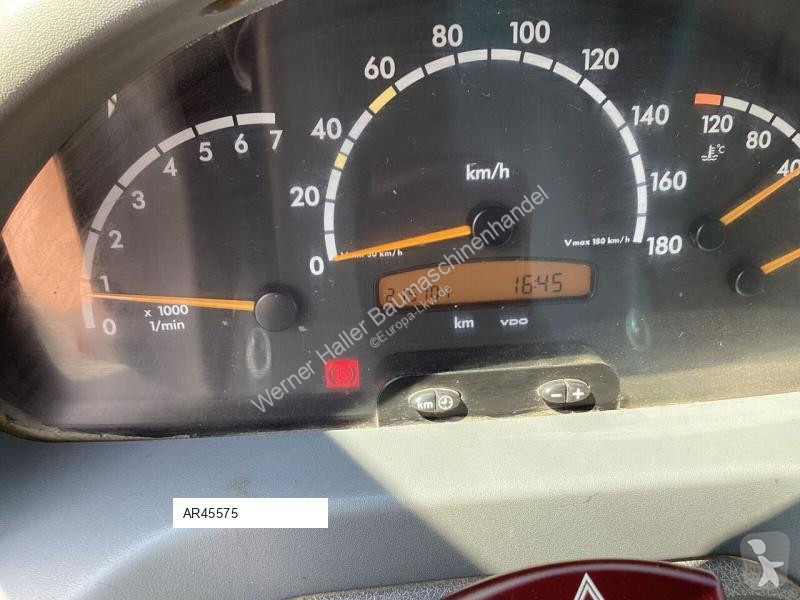 0 1 2 3 4 5 6 7
x 1000
1/min
0 20 40 60 80 100 120 140 160 180
km/h
Vmax 180 km/h
120 80 40
°C
16:45
km VDO
km
− +
Werner Haller Baumaschinenhandel
©Europa-Lkw.de
AR45575